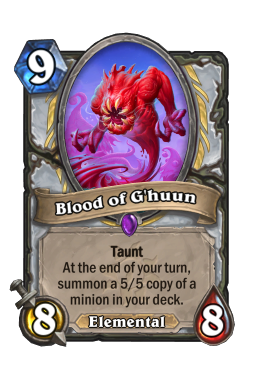 9
Blood of G'huun
Taunt
At the end of your turn,
summon a 5/5 copy of a
minion in your deck.
8
Elemental
8